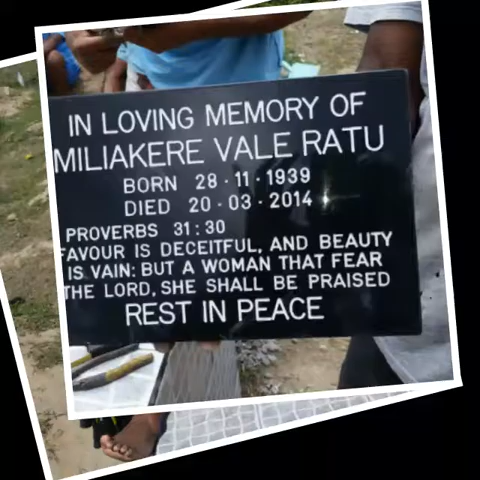 IN LOVING MEMORY OF
MILIAKERE VALE RATU
BORN 28·11·1939
DIED 20·03·2014
PROVERBS 31:30
FAVOUR IS DECEITFUL, AND BEAUTY
IS VAIN: BUT A WOMAN THAT FEAR
THE LORD, SHE SHALL BE PRAISED
REST IN PEACE